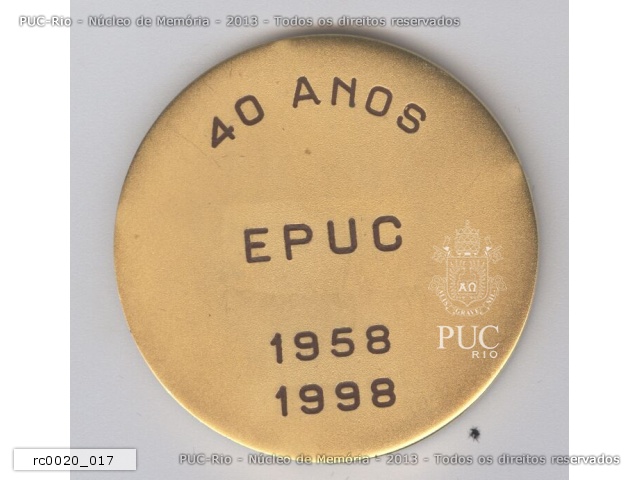 PUC-Rio - Núcleo de Memória - 2013 - Todos os direitos reservados
40 ANOS
EPUC
1958
1998
ΑΩ
PUC
RIO
rc0020_017
PUC-Rio - Núcleo de Memória - 2013 - Todos os direitos reservados